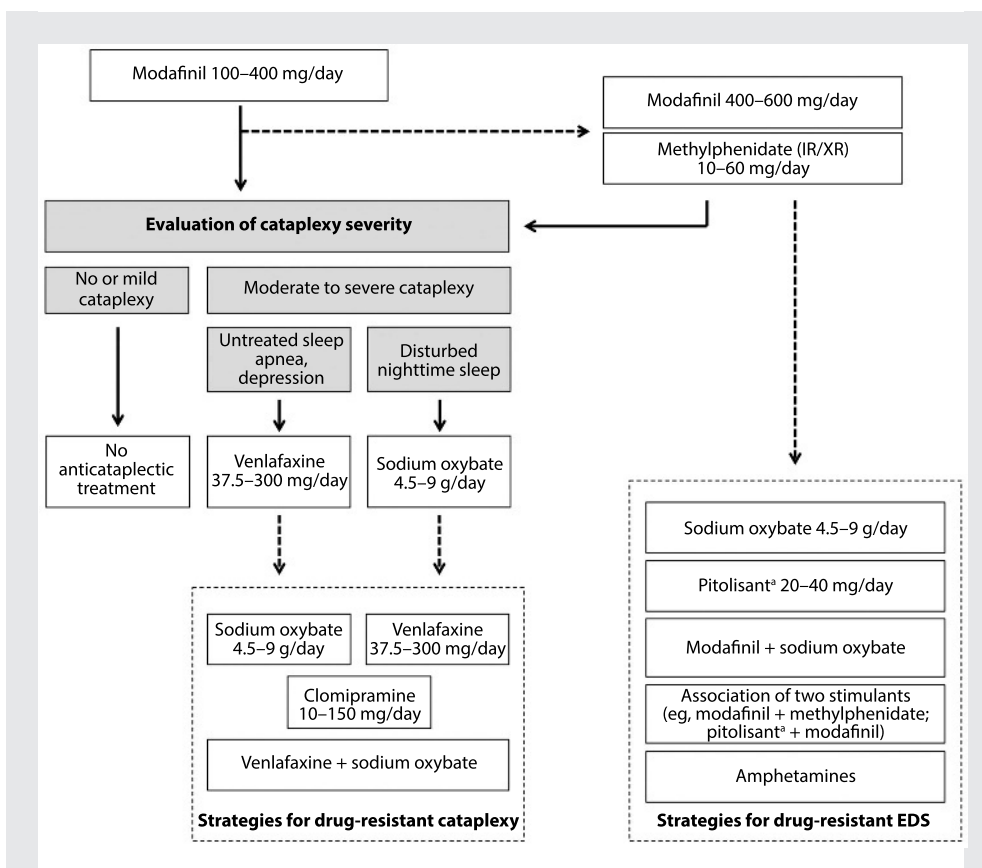 Modafinil 100–400 mg/day
Modafinil 400–600 mg/day
Methylphenidate (IR/XR)
10–60 mg/day
Evaluation of cataplexy severity
No or mild
cataplexy
Moderate to severe cataplexy
Untreated sleep
apnea,
depression
Disturbed
nighttime sleep
No
anticataplectic
treatment
Venlafaxine
37.5–300 mg/day
Sodium oxybate
4.5–9 g/day
Sodium oxybate
4.5–9 g/day
Venlafaxine
37.5–300 mg/day
Clomipramine
10–150 mg/day
Venlafaxine + sodium oxybate
Strategies for drug-resistant cataplexy
Sodium oxybate 4.5–9 g/day
Pitolisantᵃ 20–40 mg/day
Modafinil + sodium oxybate
Association of two stimulants
(eg, modafinil + methylphenidate;
pitolisantᵃ + modafinil)
Amphetamines
Strategies for drug-resistant EDS